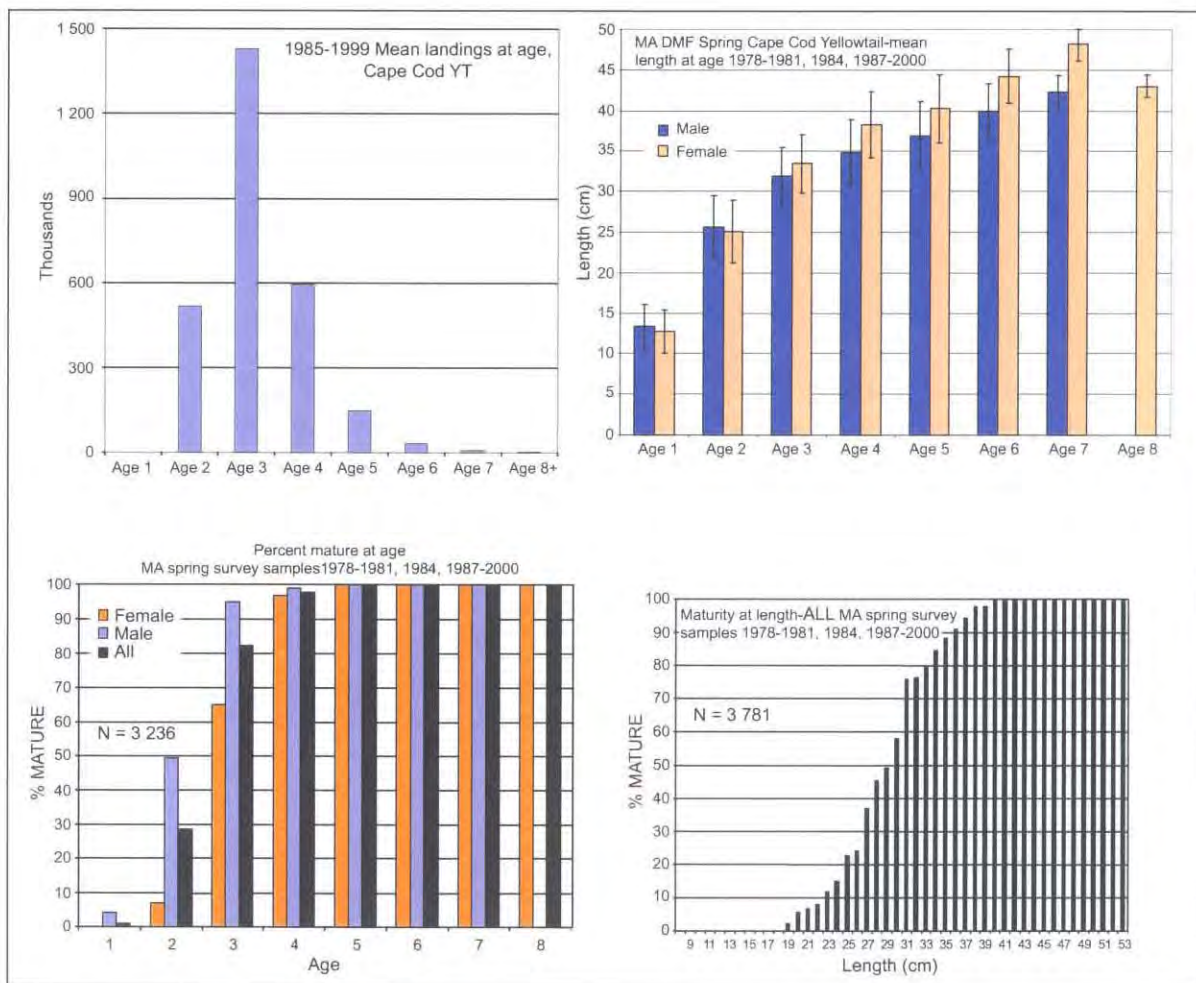 1985-1999 Mean landings at age,
Cape Cod YT
Thousands
1 500
1 200
900
600
300
0
Age 1 Age 2 Age 3 Age 4 Age 5 Age 6 Age 7 Age 8+
MA DMF Spring Cape Cod Yellowtail-mean
length at age 1978-1981, 1984, 1987-2000
Male
Female
Length (cm)
50
45
40
35
30
25
20
15
10
5
0
Age 1 Age 2 Age 3 Age 4 Age 5 Age 6 Age 7 Age 8
Percent mature at age
MA spring survey samples1978-1981, 1984, 1987-2000
Female
Male
All
N = 3 236
% MATURE
100
90
80
70
60
50
40
30
20
10
0
1 2 3 4 5 6 7 8
Age
Maturity at length-ALL MA spring survey
samples 1978-1981, 1984, 1987-2000
N = 3 781
% MATURE
100
90
80
70
60
50
40
30
20
10
0
9 11 13 15 17 19 21 23 25 27 29 31 33 35 37 39 41 43 45 47 49 51 53
Length (cm)